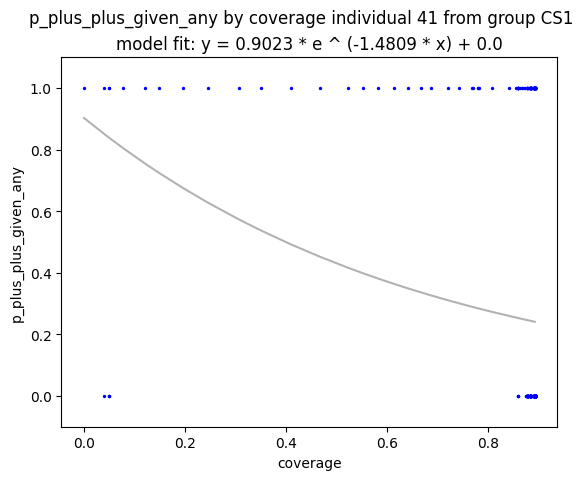 p_plus_plus_given_any by coverage individual 41 from group CS1
model fit: y = 0.9023 * e ^ (-1.4809 * x) + 0.0
1.0
0.8
0.6
0.4
0.2
0.0
p_plus_plus_given_any
0.0 0.2 0.4 0.6 0.8
coverage